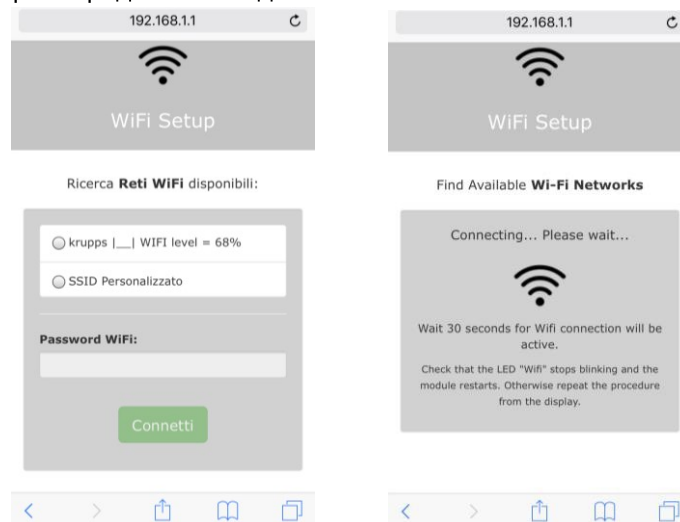 192.168.1.1
WiFi Setup
Ricerca Reti WiFi disponibili:
krupps |__| WIFI level = 68%
SSID Personalizzato
Password WiFi:
Connetti
192.168.1.1
WiFi Setup
Find Available Wi-Fi Networks
Connecting... Please wait...
Wait 30 seconds for Wifi connection will be
active.
Check that the LED "Wifi" stops blinking and the
module restarts. Otherwise repeat the procedure
from the display.